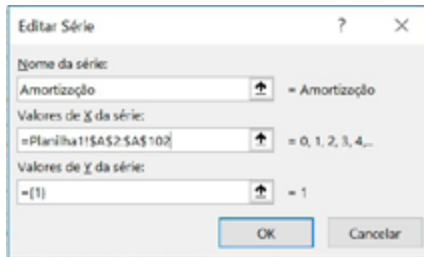 Editar Série ? ×
Nome da série:
Amortização = Amortização
Valores de X da série:
=Planilha1!$A$2:$A$102 = 0, 1, 2, 3, 4,...
Valores de Y da série:
={1} = 1
OK Cancelar